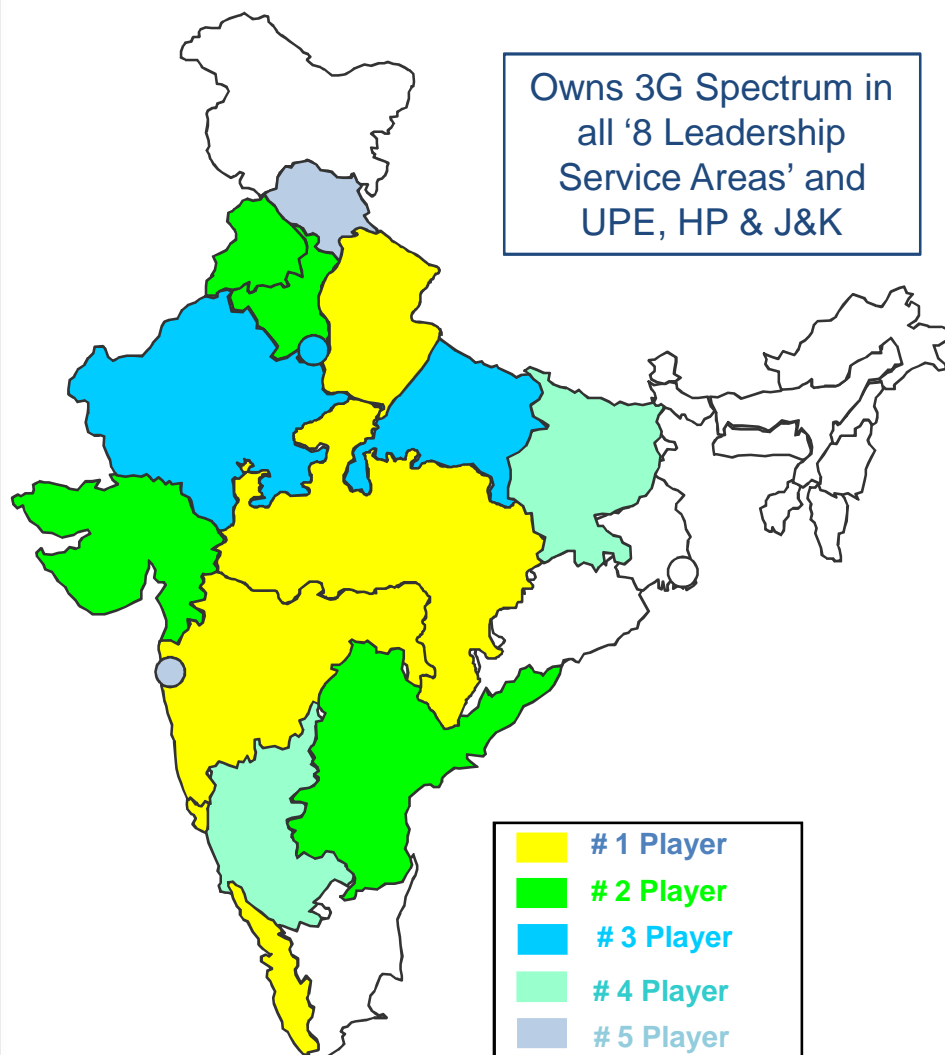 Owns 3G Spectrum in
all ‘8 Leadership
Service Areas’ and
UPE, HP & J&K
# 1 Player
# 2 Player
# 3 Player
# 4 Player
# 5 Player